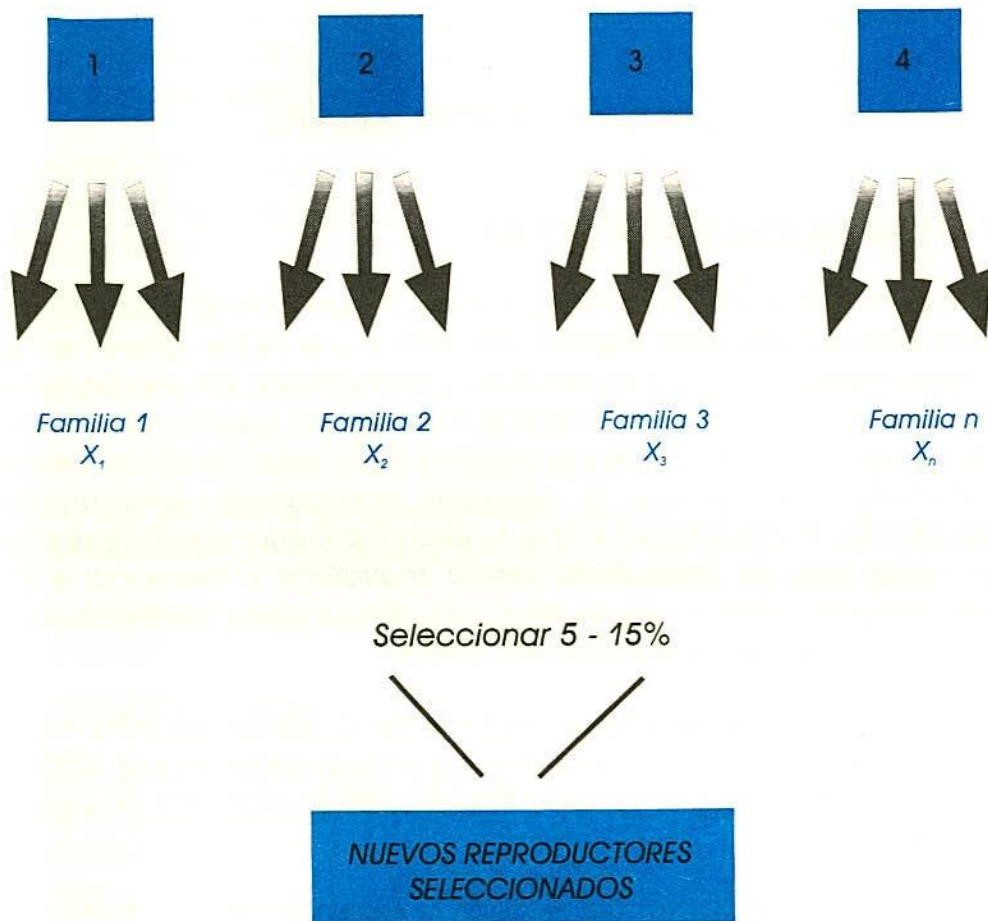 1
2
3
4
Familia 1
X₁
Familia 2
X₂
Familia 3
X₃
Familia n
Xₙ
Seleccionar 5 - 15%
NUEVOS REPRODUCTORES
SELECCIONADOS